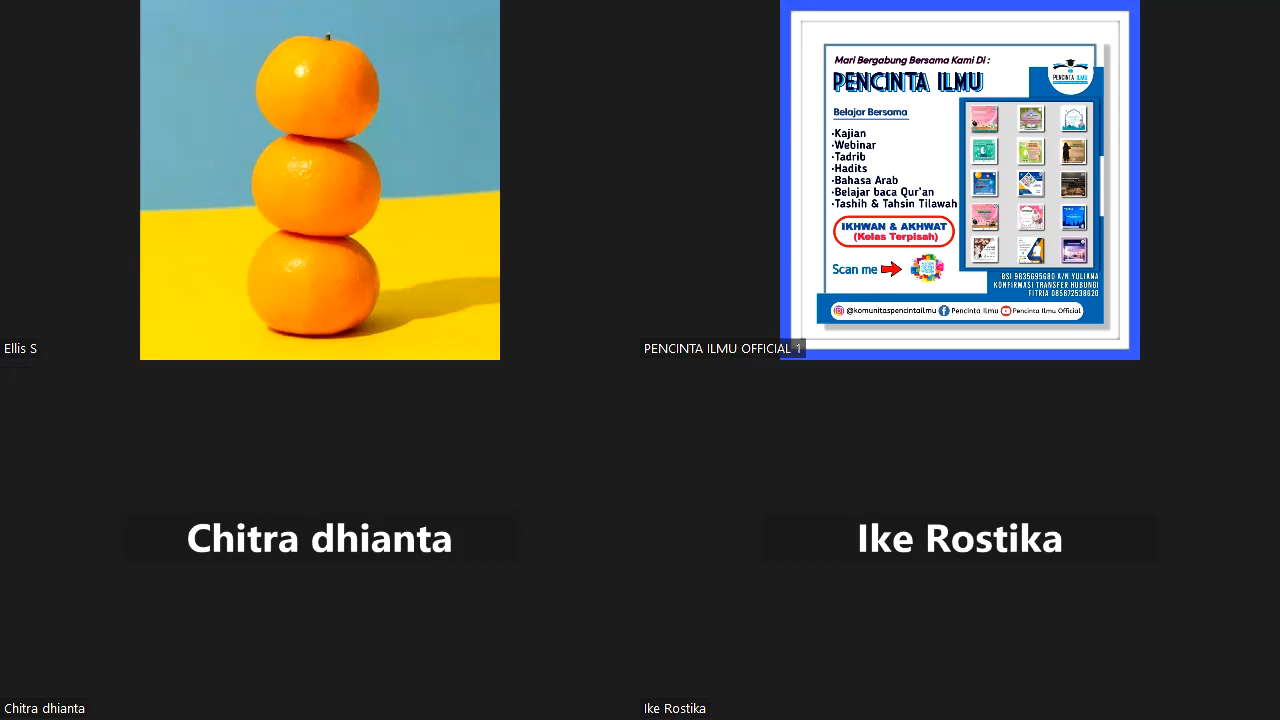 Mari Bergabung Bersama Kami Di :
PENCINTA ILMU
PENCINTA ILMU
Belajar Bersama
·Kajian
·Webinar
·Tadrib
·Hadits
·Bahasa Arab
·Belajar baca Qur'an
·Tashih & Tahsin Tilawah
IKHWAN & AKHWAT
(Kelas Terpisah)
Scan me
BSI 9835695680 A/N YULIANA
KONFIRMASI TRANSFER HUBUNGI
FITRIA 085872538620
@komunitaspencintailmu Pencinta Ilmu Pencinta Ilmu Official
Ellis S
PENCINTA ILMU OFFICIAL 1
Chitra dhianta
Ike Rostika
Chitra dhianta
Ike Rostika